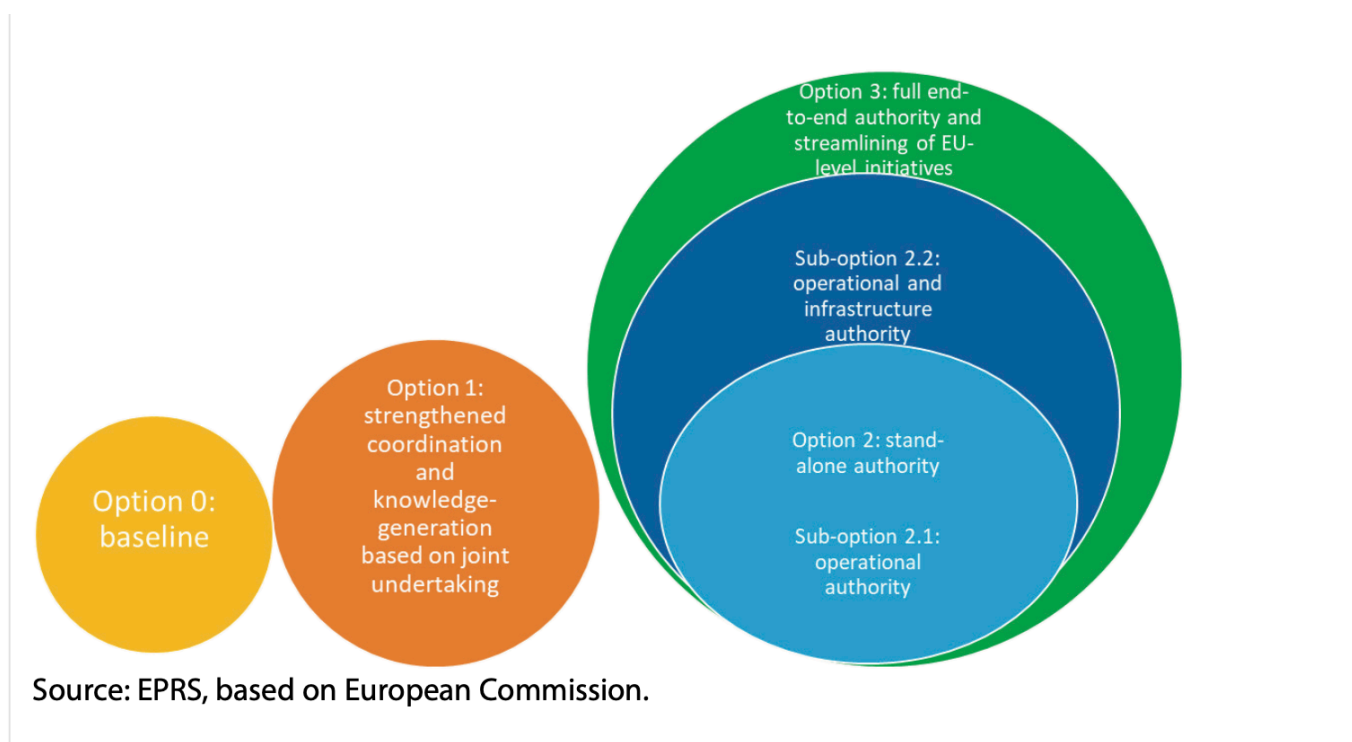 Option 0:
baseline
Option 1:
strengthened
coordination
and
knowledge-
generation
based on joint
undertaking
Option 3: full end-
to-end authority and
streamlining of EU-
level initiatives
Sub-option 2.2:
operational and
infrastructure
authority
Option 2: stand-
alone authority
Sub-option 2.1:
operational
authority
Source: EPRS, based on European Commission.